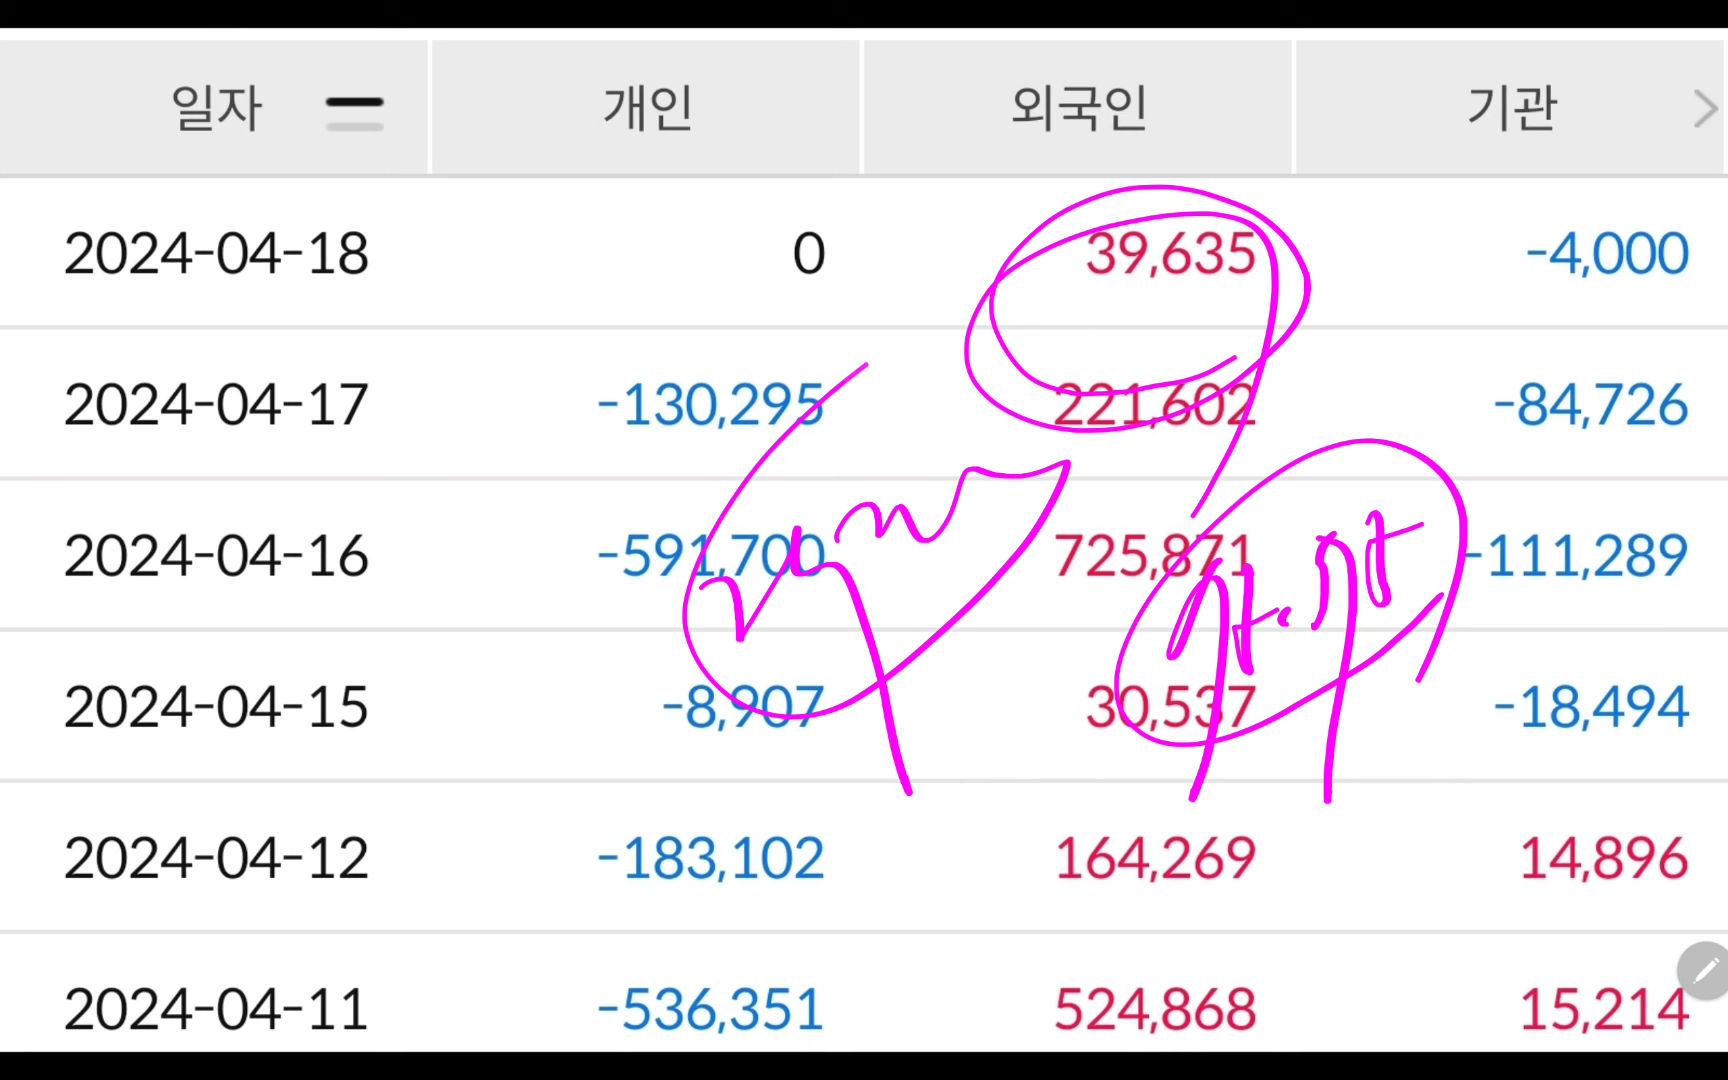 일자 개인 외국인 기관
2024-04-18 0 39,635 -4,000
2024-04-17 -130,295 221,602 -84,726
2024-04-16 -591,700 725,871 -111,289
2024-04-15 -8,907 30,537 -18,494
2024-04-12 -183,102 164,269 14,896
2024-04-11 -536,351 524,868 15,214